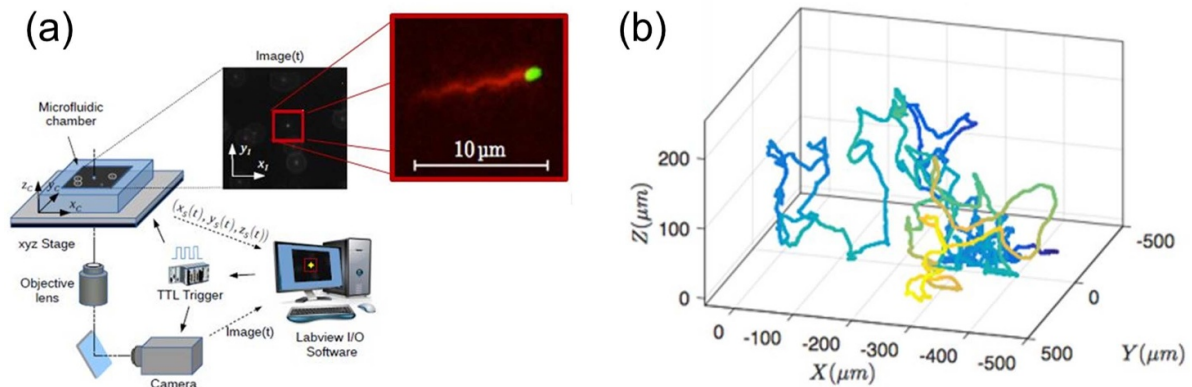 (a)
Image(t)
Microfluidic
chamber
10 μm
y_I
x_I
z_C
y_C
x_C
(x_s(t), y_s(t), z_s(t))
xyz Stage
Objective
lens
TTL Trigger
Image(t)
Labview I/O
Software
Camera
(b)
Z(μm)
200
100
0
0
-100
-200
-300
-400
-500
X(μm)
-500
0
500
Y(μm)